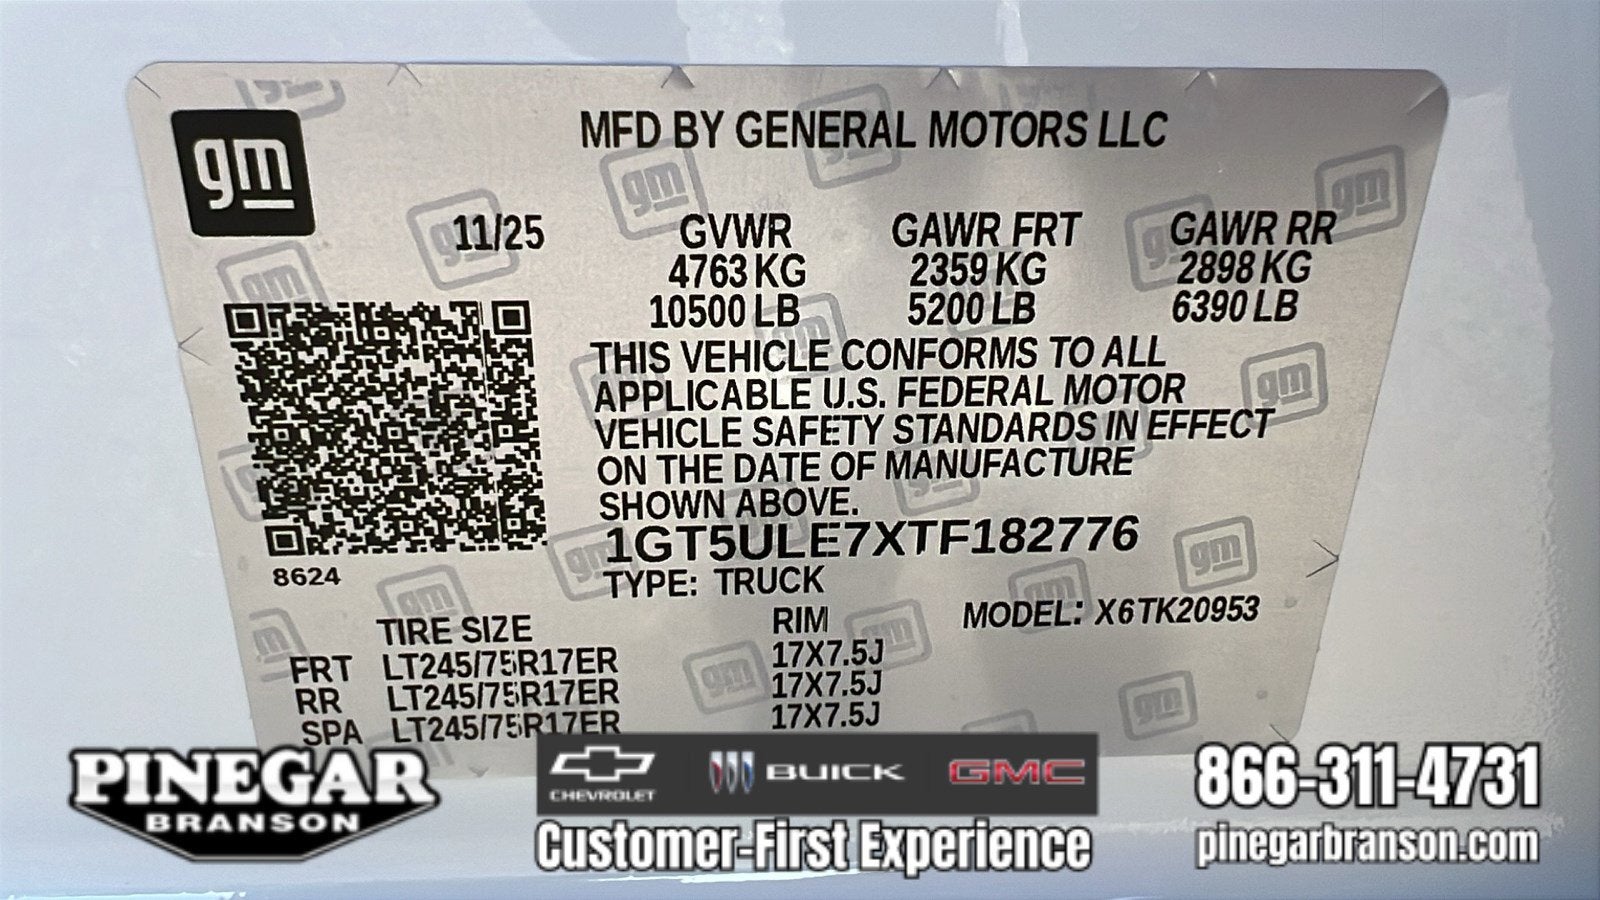 gm
MFD BY GENERAL MOTORS LLC
11/25 GVWR GAWR FRT GAWR RR
4763 KG 2359 KG 2898 KG
10500 LB 5200 LB 6390 LB
THIS VEHICLE CONFORMS TO ALL
APPLICABLE U.S. FEDERAL MOTOR
VEHICLE SAFETY STANDARDS IN EFFECT
ON THE DATE OF MANUFACTURE
SHOWN ABOVE.
1GT5ULE7XTF182776
8624
TYPE: TRUCK
TIRE SIZE RIM MODEL: X6TK20953
FRT LT245/75R17ER 17X7.5J
RR LT245/75R17ER 17X7.5J
SPA LT245/75R17ER 17X7.5J
PINEGAR
BRANSON
CHEVROLET BUICK GMC
Customer-First Experience
866-311-4731
pinegarbranson.com